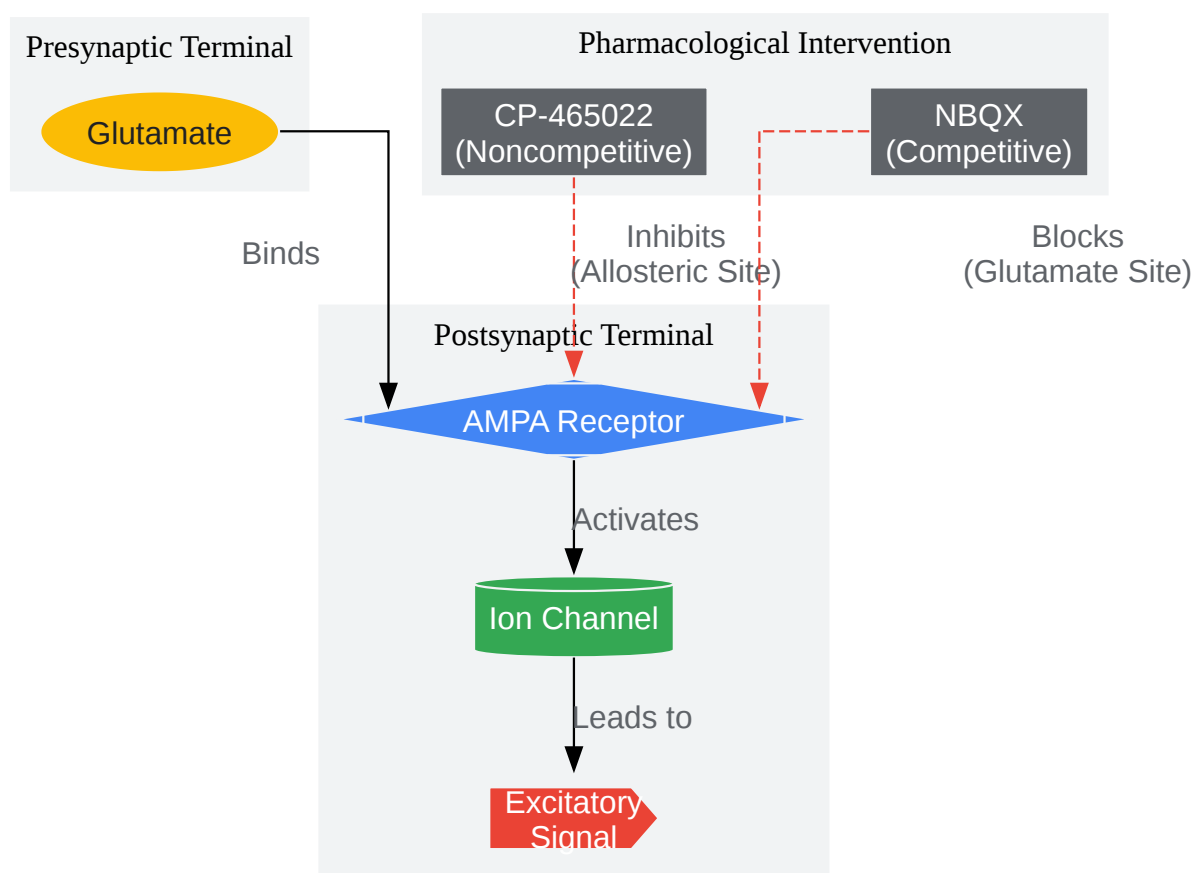 Presynaptic Terminal
Glutamate
Pharmacological Intervention
CP-465022
(Noncompetitive)
NBQX
(Competitive)
Binds
Inhibits
(Allosteric Site)
Blocks
(Glutamate Site)
Postsynaptic Terminal
AMPA Receptor
Activates
Ion Channel
Leads to
Excitatory
Signal